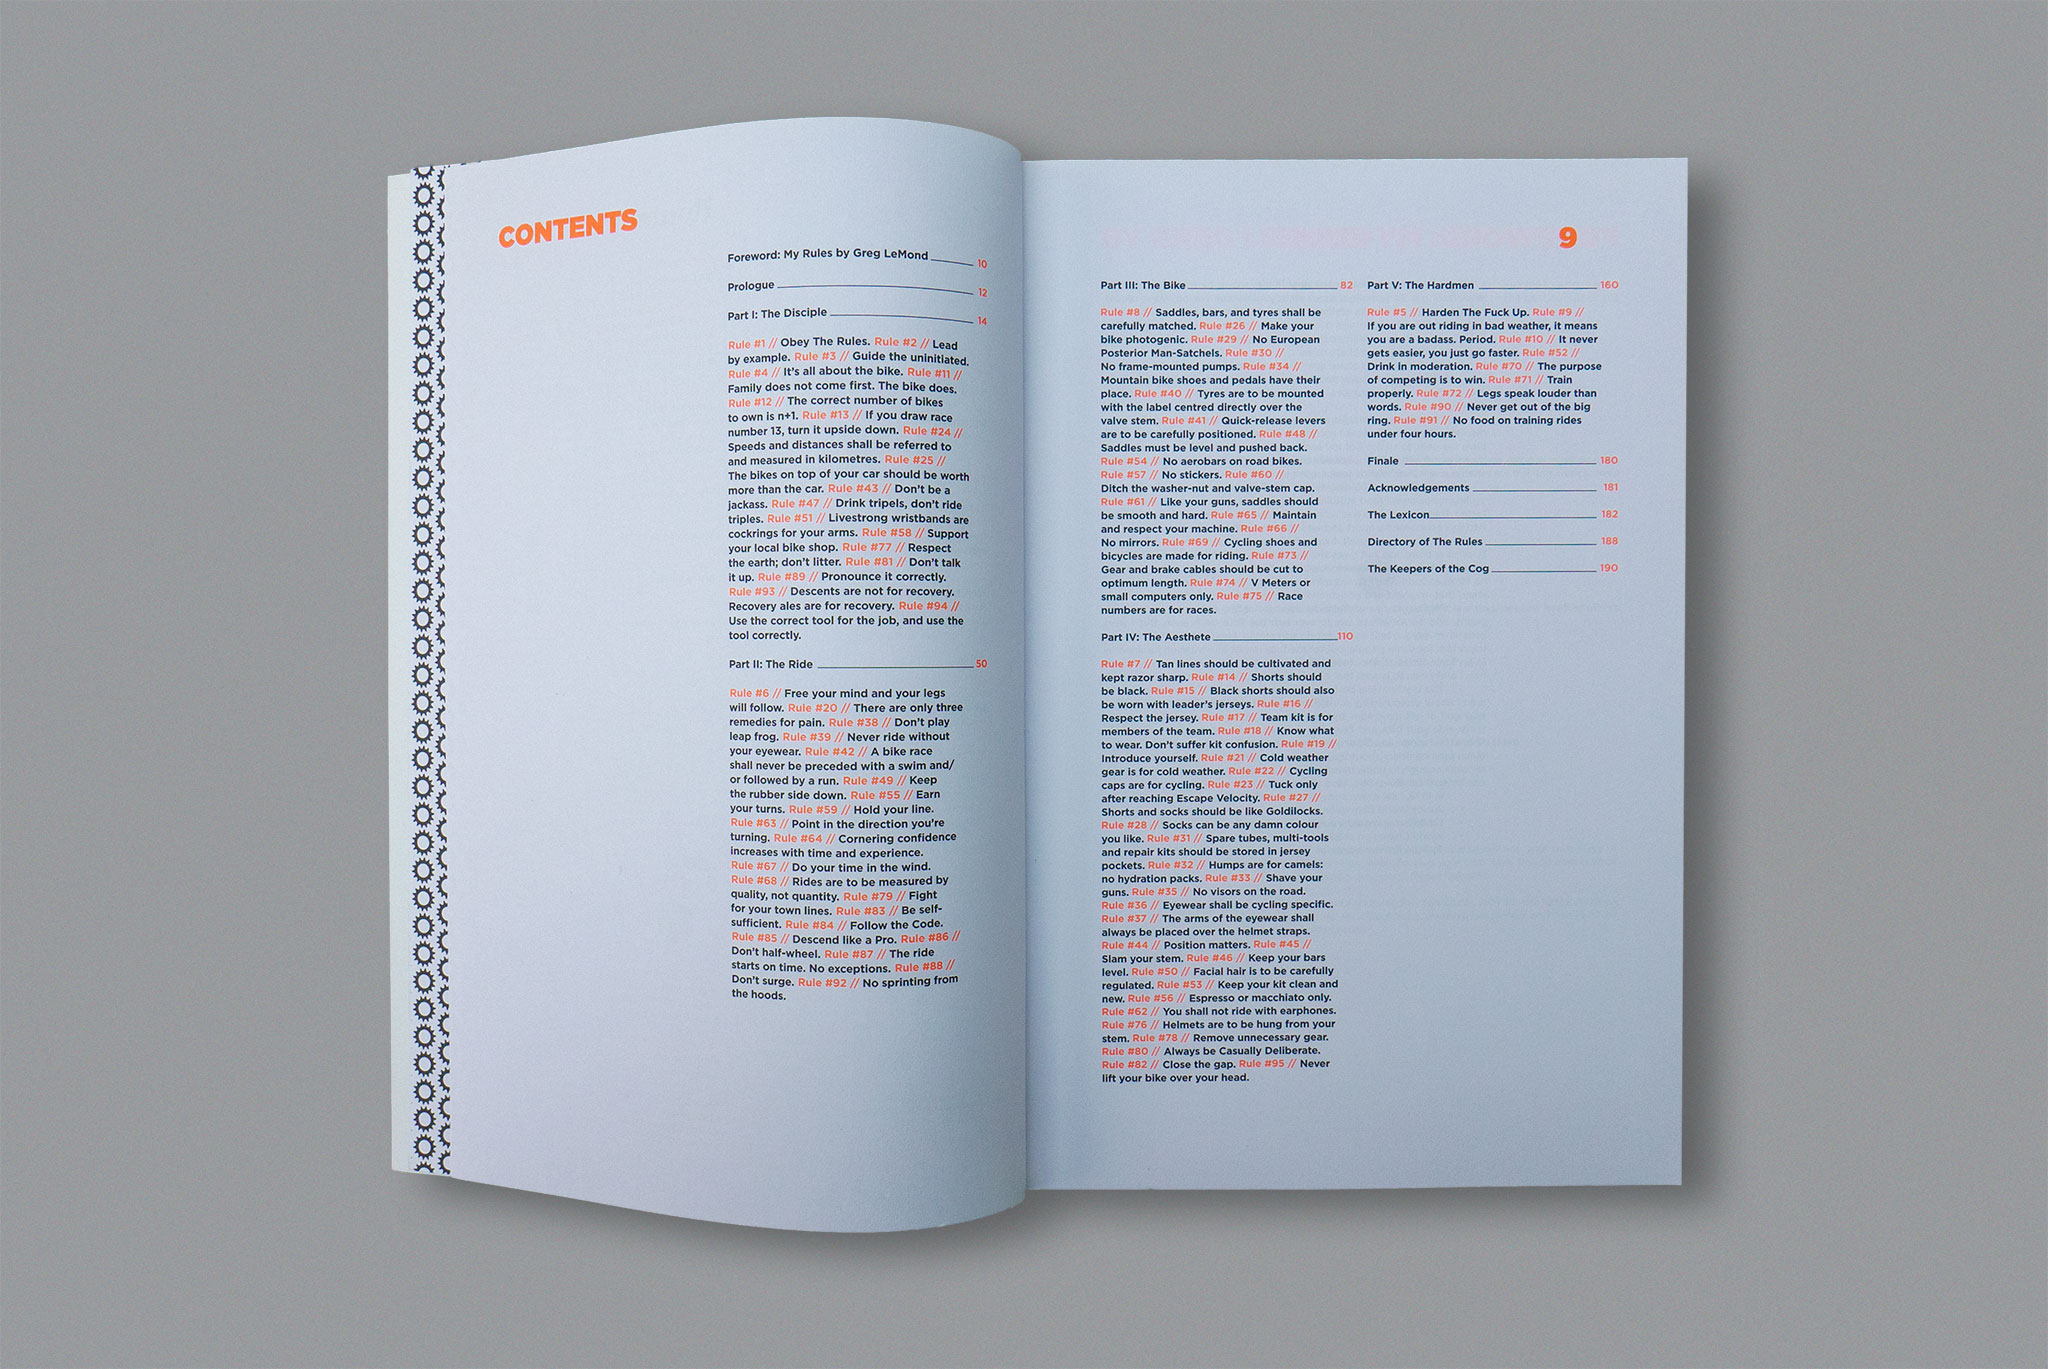 CONTENTS
Foreword: My Rules by Greg LeMond 10
Prologue 12
Part I: The Disciple 14
Rule #1 // Obey The Rules. Rule #2 // Lead
by example. Rule #3 // Guide the uninitiated.
Rule #4 // It's all about the bike. Rule #11 //
Family does not come first. The bike does.
Rule #12 // The correct number of bikes
to own is n+1. Rule #13 // If you draw race
number 13, turn it upside down. Rule #24 //
Speeds and distances shall be referred to
and measured in kilometres. Rule #25 //
The bikes on top of your car should be worth
more than the car. Rule #43 // Don't be a
jackass. Rule #47 // Drink tripels, don't ride
triples. Rule #51 // Livestrong wristbands are
cockrings for your arms. Rule #58 // Support
your local bike shop. Rule #77 // Respect
the earth; don't litter. Rule #81 // Don't talk
it up. Rule #89 // Pronounce it correctly.
Rule #93 // Descents are not for recovery.
Recovery ales are for recovery. Rule #94 //
Use the correct tool for the job, and use the
tool correctly.
Part II: The Ride 50
Rule #6 // Free your mind and your legs
will follow. Rule #20 // There are only three
remedies for pain. Rule #38 // Don't play
leap frog. Rule #39 // Never ride without
your eyewear. Rule #42 // A bike race
shall never be preceded with a swim and/
or followed by a run. Rule #49 // Keep
the rubber side down. Rule #55 // Earn
your turns. Rule #59 // Hold your line.
Rule #63 // Point in the direction you're
turning. Rule #64 // Cornering confidence
increases with time and experience.
Rule #67 // Do your time in the wind.
Rule #68 // Rides are to be measured by
quality, not quantity. Rule #79 // Fight
for your town lines. Rule #83 // Be self-
sufficient. Rule #84 // Follow the Code.
Rule #85 // Descend like a Pro. Rule #86 //
Don't half-wheel. Rule #87 // The ride
starts on time. No exceptions. Rule #88 //
Don't surge. Rule #92 // No sprinting from
the hoods.
9
Part III: The Bike 82
Rule #8 // Saddles, bars, and tyres shall be
carefully matched. Rule #26 // Make your
bike photogenic. Rule #29 // No European
Posterior Man-Satchels. Rule #30 //
No frame-mounted pumps. Rule #34 //
Mountain bike shoes and pedals have their
place. Rule #40 // Tyres are to be mounted
with the label centred directly over the
valve stem. Rule #41 // Quick-release levers
are to be carefully positioned. Rule #48 //
Saddles must be level and pushed back.
Rule #54 // No aerobars on road bikes.
Rule #57 // No stickers. Rule #60 //
Ditch the washer-nut and valve-stem cap.
Rule #61 // Like your guns, saddles should
be smooth and hard. Rule #65 // Maintain
and respect your machine. Rule #66 //
No mirrors. Rule #69 // Cycling shoes and
bicycles are made for riding. Rule #73 //
Gear and brake cables should be cut to
optimum length. Rule #74 // V Meters or
small computers only. Rule #75 // Race
numbers are for races.
Part IV: The Aesthete 110
Rule #7 // Tan lines should be cultivated and
kept razor sharp. Rule #14 // Shorts should
be black. Rule #15 // Black shorts should also
be worn with leader's jerseys. Rule #16 //
Respect the jersey. Rule #17 // Team kit is for
members of the team. Rule #18 // Know what
to wear. Don't suffer kit confusion. Rule #19 //
Introduce yourself. Rule #21 // Cold weather
gear is for cold weather. Rule #22 // Cycling
caps are for cycling. Rule #23 // Tuck only
after reaching Escape Velocity. Rule #27 //
Shorts and socks should be like Goldilocks.
Rule #28 // Socks can be any damn colour
you like. Rule #31 // Spare tubes, multi-tools
and repair kits should be stored in jersey
pockets. Rule #32 // Humps are for camels:
no hydration packs. Rule #33 // Shave your
guns. Rule #35 // No visors on the road.
Rule #36 // Eyewear shall be cycling specific.
Rule #37 // The arms of the eyewear shall
always be placed over the helmet straps.
Rule #44 // Position matters. Rule #45 //
Slam your stem. Rule #46 // Keep your bars
level. Rule #50 // Facial hair is to be carefully
regulated. Rule #53 // Keep your kit clean and
new. Rule #56 // Espresso or macchiato only.
Rule #62 // You shall not ride with earphones.
Rule #76 // Helmets are to be hung from your
stem. Rule #78 // Remove unnecessary gear.
Rule #80 // Always be Casually Deliberate.
Rule #82 // Close the gap. Rule #95 // Never
lift your bike over your head.
Part V: The Hardmen 160
Rule #5 // Harden The Fuck Up. Rule #9 //
If you are out riding in bad weather, it means
you are a badass. Period. Rule #10 // It never
gets easier, you just go faster. Rule #52 //
Drink in moderation. Rule #70 // The purpose
of competing is to win. Rule #71 // Train
properly. Rule #72 // Legs speak louder than
words. Rule #90 // Never get out of the big
ring. Rule #91 // No food on training rides
under four hours.
Finale 180
Acknowledgements 181
The Lexicon 182
Directory of The Rules 188
The Keepers of the Cog 190